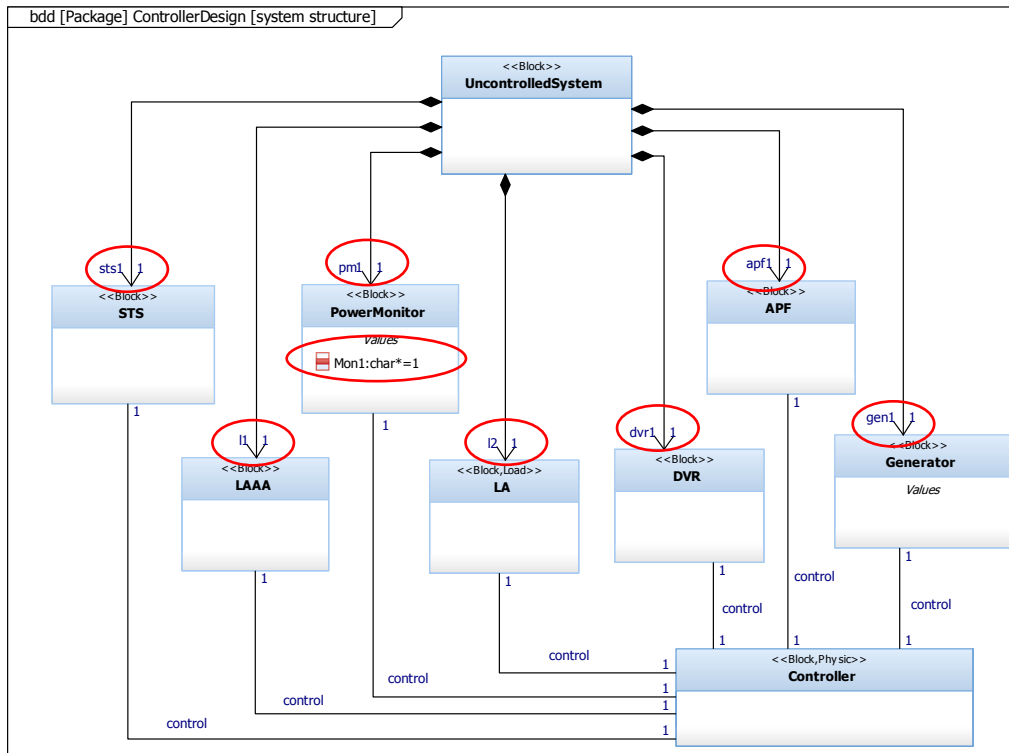 bdd [Package] ControllerDesign [system structure]
<<Block>>
UncontrolledSystem
sts1 1
pm1 1
apf1 1
<<Block>>
STS
<<Block>>
PowerMonitor
Values
Mon1:char*=1
<<Block>>
APF
1
1
1
l1 1
l2 1
dvr1 1
gen1 1
<<Block>>
LAAA
<<Block,Load>>
LA
<<Block>>
DVR
<<Block>>
Generator
Values
1
1
1
1
control
control
control
1
1
1
<<Block,Physic>>
Controller
control
1
control
1
control
1
control
1